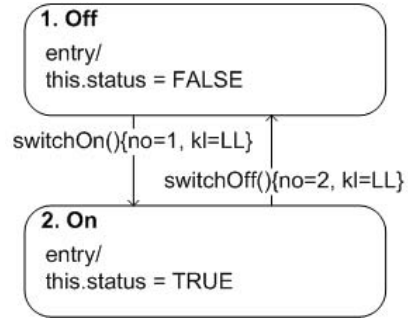 1. Off
entry/
this.status = FALSE
switchOn(){no=1, kl=LL}
switchOff(){no=2, kl=LL}
2. On
entry/
this.status = TRUE